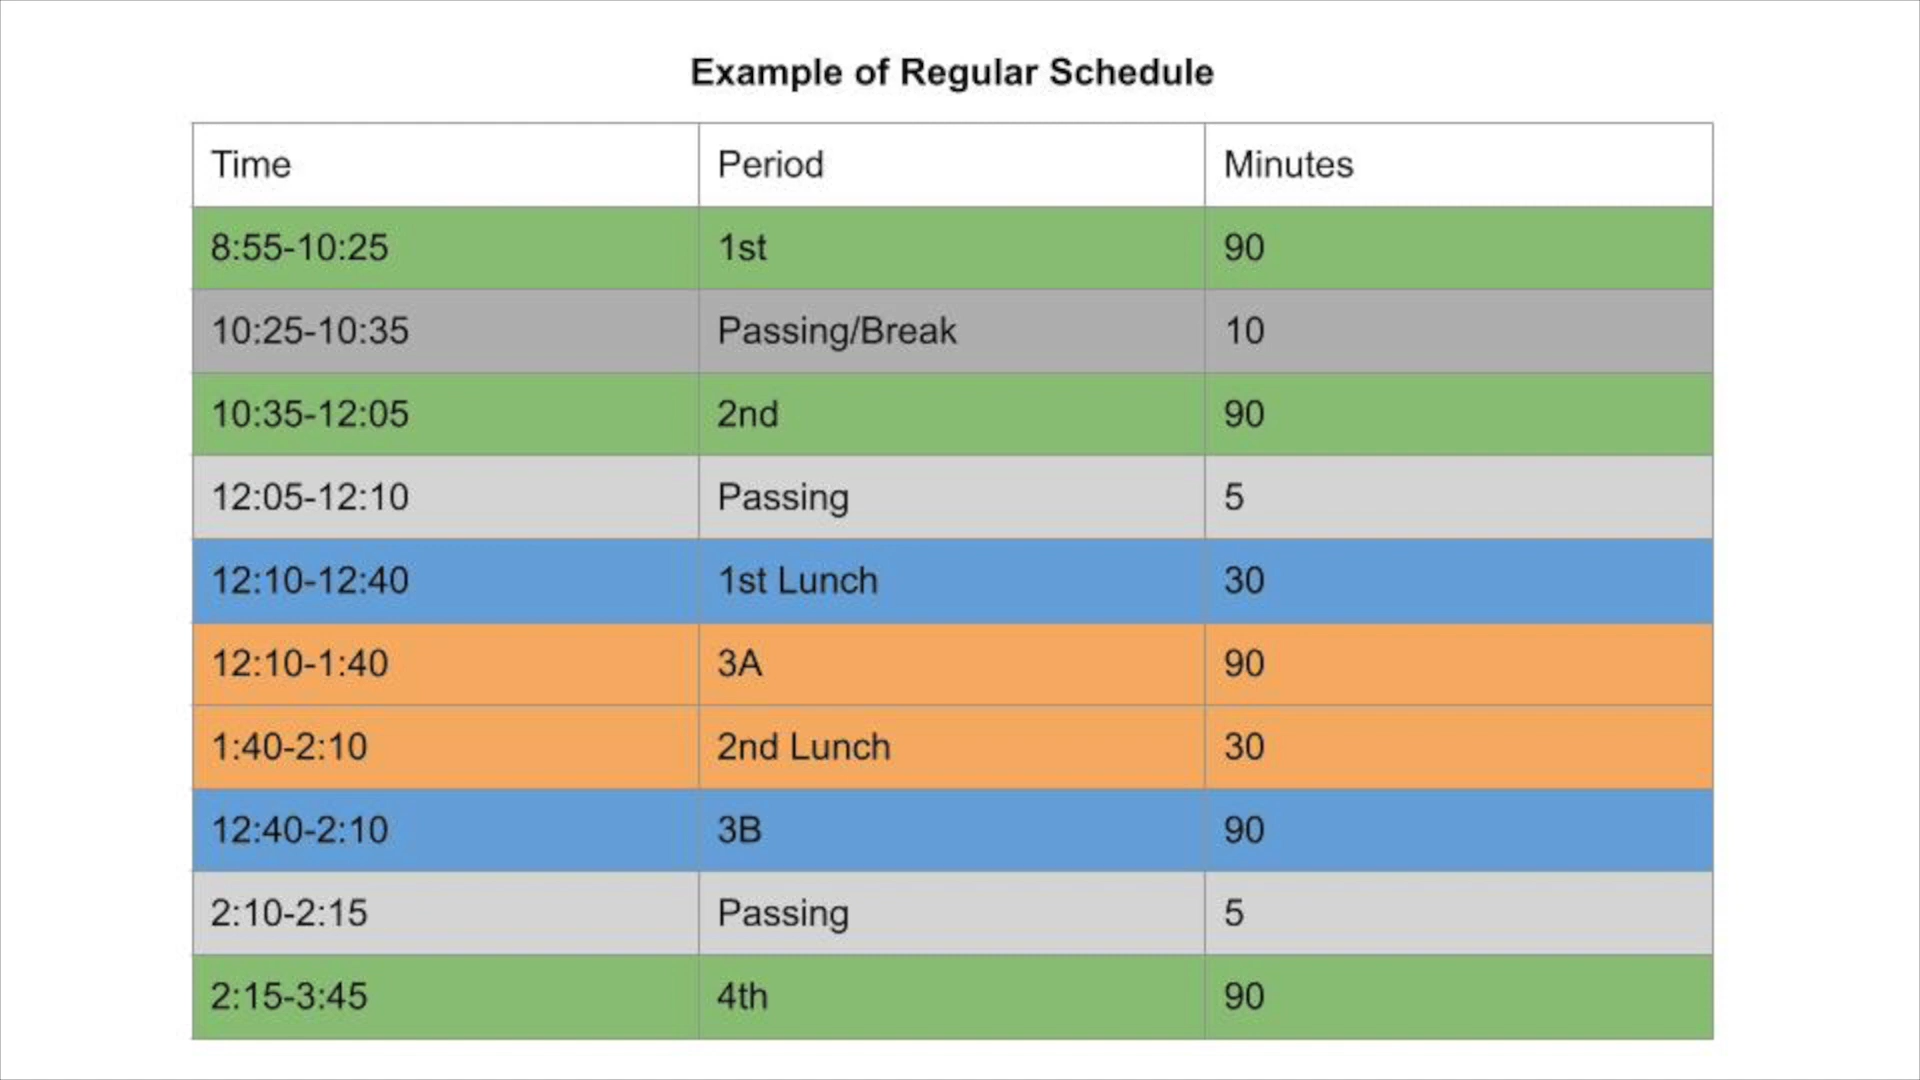 Example of Regular Schedule
Time Period Minutes
8:55-10:25 1st 90
10:25-10:35 Passing/Break 10
10:35-12:05 2nd 90
12:05-12:10 Passing 5
12:10-12:40 1st Lunch 30
12:10-1:40 3A 90
1:40-2:10 2nd Lunch 30
12:40-2:10 3B 90
2:10-2:15 Passing 5
2:15-3:45 4th 90